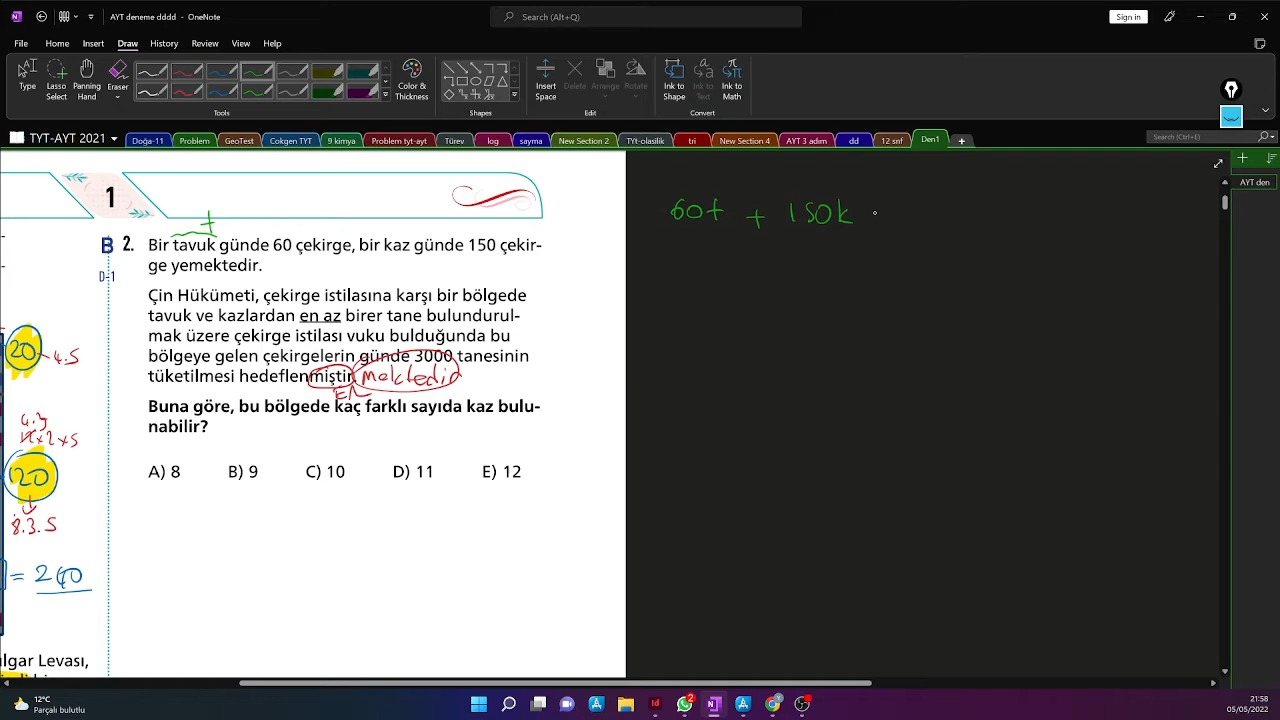 AYT deneme dddd - OneNote
Search (Alt+Q)
Sign in
File Home Insert Draw History Review View Help
Type
Lasso Select
Panning Hand
Eraser
Color & Thickness
Insert Space
Delete
Arrange
Rotate
Ink to Shape
Ink to Text
Ink to Math
Tools
Shapes
Edit
Convert
TYT-AYT 2021
Doğa-11 Problem GeoTest Cokgen TYT 9 kimya Problem tyt-ayt Türev log sayma New Section 2 TYt-olasilik tri New Section 4 AYT 3 adım dd 12 snf Den1
Search (Ctrl+E)
AYT den
1
t
60t + 150k
B 2. Bir tavuk günde 60 çekirge, bir kaz günde 150 çekir-
D-1
ge yemektedir.
Çin Hükümeti, çekirge istilasına karşı bir bölgede
tavuk ve kazlardan en az birer tane bulundurul-
mak üzere çekirge istilası vuku bulduğunda bu
bölgeye gelen çekirgelerin günde 3000 tanesinin
tüketilmesi hedeflenmiştir mektedir
EN
Buna göre, bu bölgede kaç farklı sayıda kaz bulu-
nabilir?
A) 8 B) 9 C) 10 D) 11 E) 12
20
4.5
4.3
x2x5
20
8.3.5
= 240
lgar Levası,
12°C
Parçalı bulutlu
2
21:58
05/05/2022